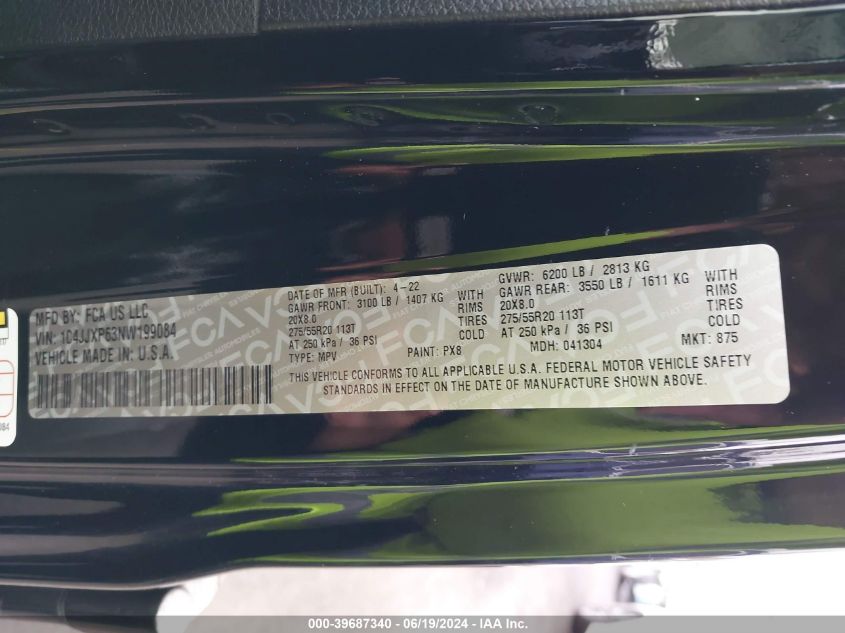 MFD BY: FCA US LLC
VIN: 1C4JJXP63NW199084
VEHICLE MADE IN: U.S.A.
DATE OF MFR (BUILT): 4-22
GAWR FRONT: 3100 LB / 1407 KG WITH
20X8.0 RIMS
275/55R20 113T TIRES
AT 250 kPa / 36 PSI COLD
TYPE: MPV PAINT: PX8
GVWR: 6200 LB / 2813 KG
GAWR REAR: 3550 LB / 1611 KG WITH
20X8.0 RIMS
275/55R20 113T TIRES
AT 250 kPa / 36 PSI COLD
MDH: 041304 MKT: 875
THIS VEHICLE CONFORMS TO ALL APPLICABLE U.S.A. FEDERAL MOTOR VEHICLE SAFETY
STANDARDS IN EFFECT ON THE DATE OF MANUFACTURE SHOWN ABOVE.
084
000-39687340 - 06/19/2024 - IAA Inc.